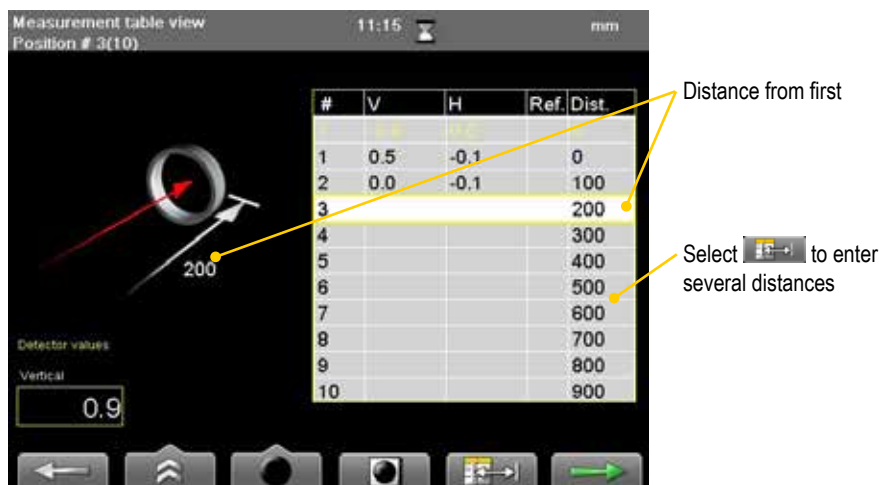 Measurement table view 11:15 mm
Position # 3(10)
Distance from first
# V H Ref. Dist.
1 0.5 -0.1 0
2 0.0 -0.1 100
3 200
4 300
5 400
6 500
7 600
8 700
9 800
10 900
200
Select to enter
several distances
Detector values
Vertical
0.9